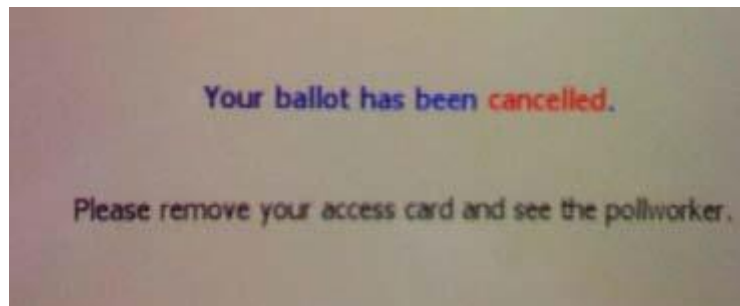 Your ballot has been cancelled.
Please remove your access card and see the pollworker.